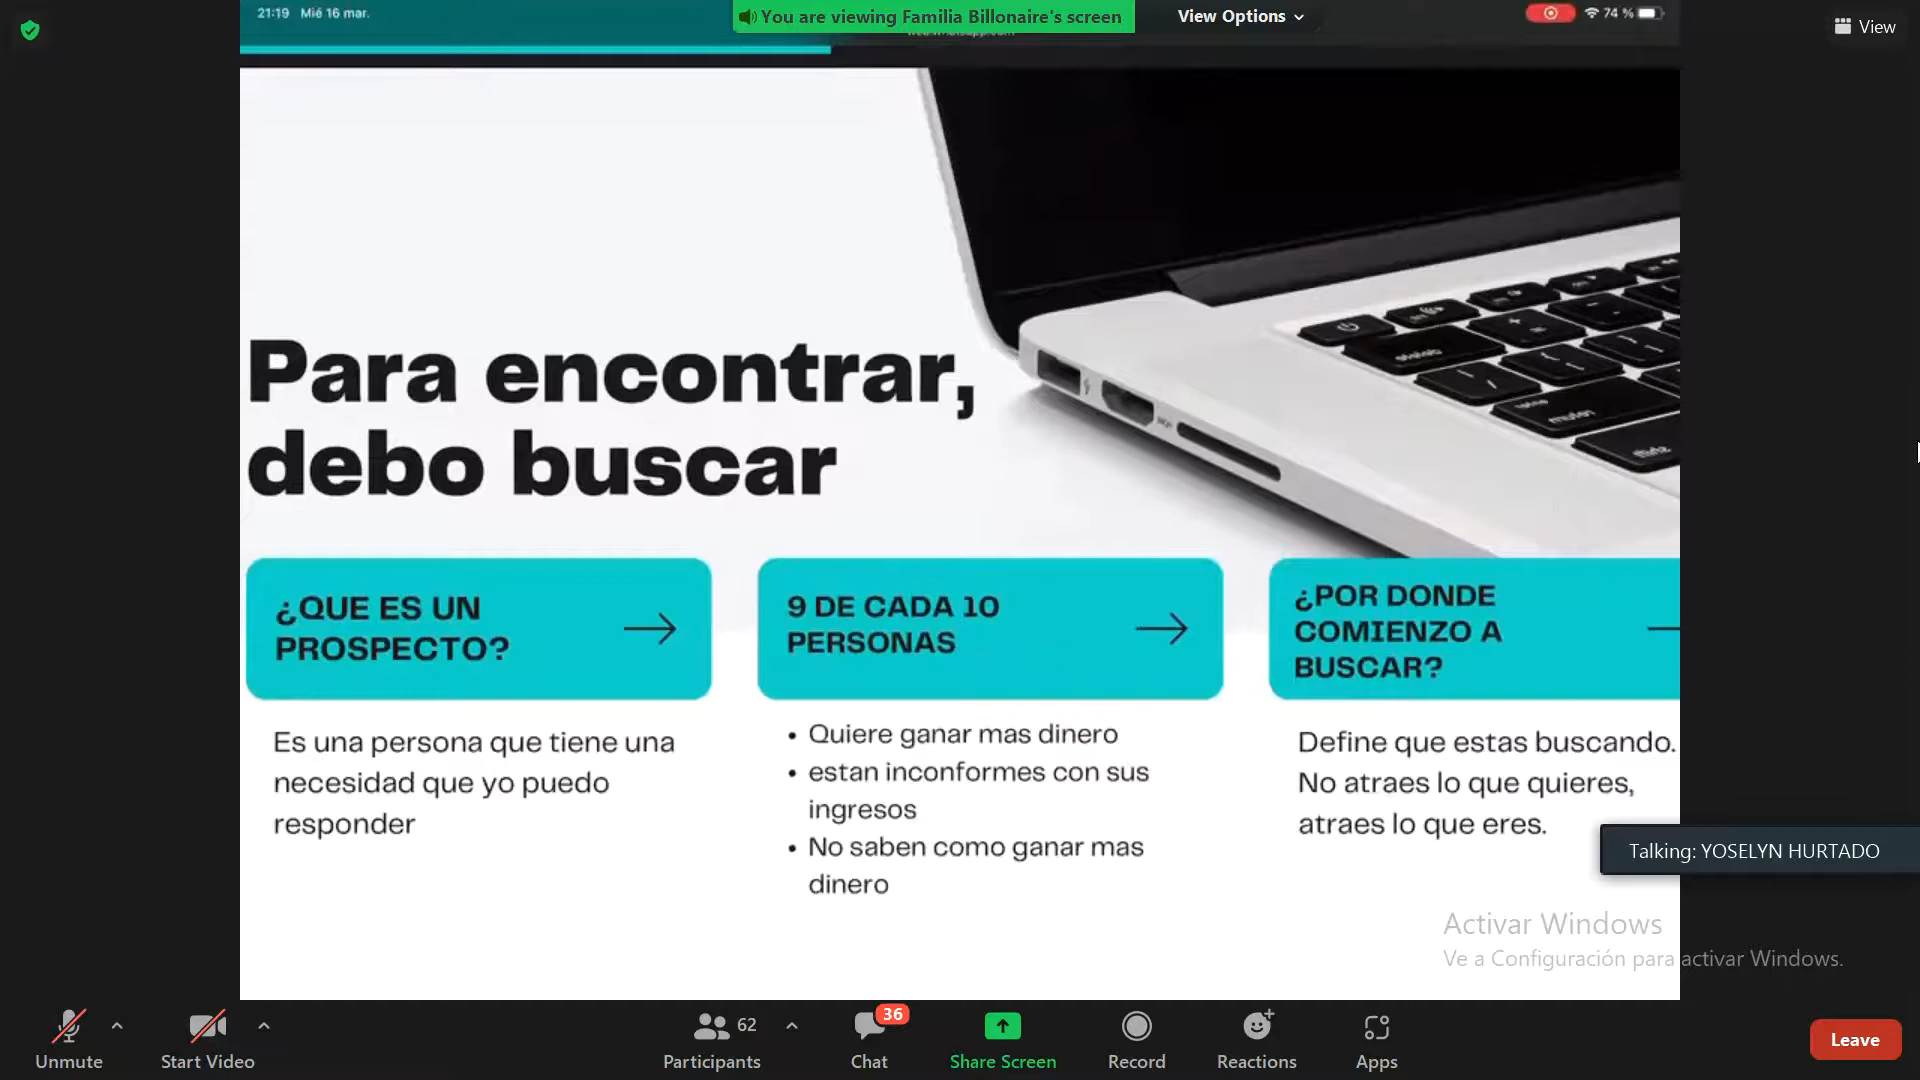 21:19 Mié 16 mar.
You are viewing Familia Billonaire's screen
View Options
74 %
View
Para encontrar,
debo buscar
¿QUE ES UN
PROSPECTO?
Es una persona que tiene una
necesidad que yo puedo
responder
9 DE CADA 10
PERSONAS
• Quiere ganar mas dinero
• estan inconformes con sus
ingresos
• No saben como ganar mas
dinero
¿POR DONDE
COMIENZO A
BUSCAR?
Define que estas buscando.
No atraes lo que quieres,
atraes lo que eres.
Talking: YOSELYN HURTADO
Activar Windows
Ve a Configuración para activar Windows.
Unmute
Start Video
62
Participants
36
Chat
Share Screen
Record
Reactions
Apps
Leave